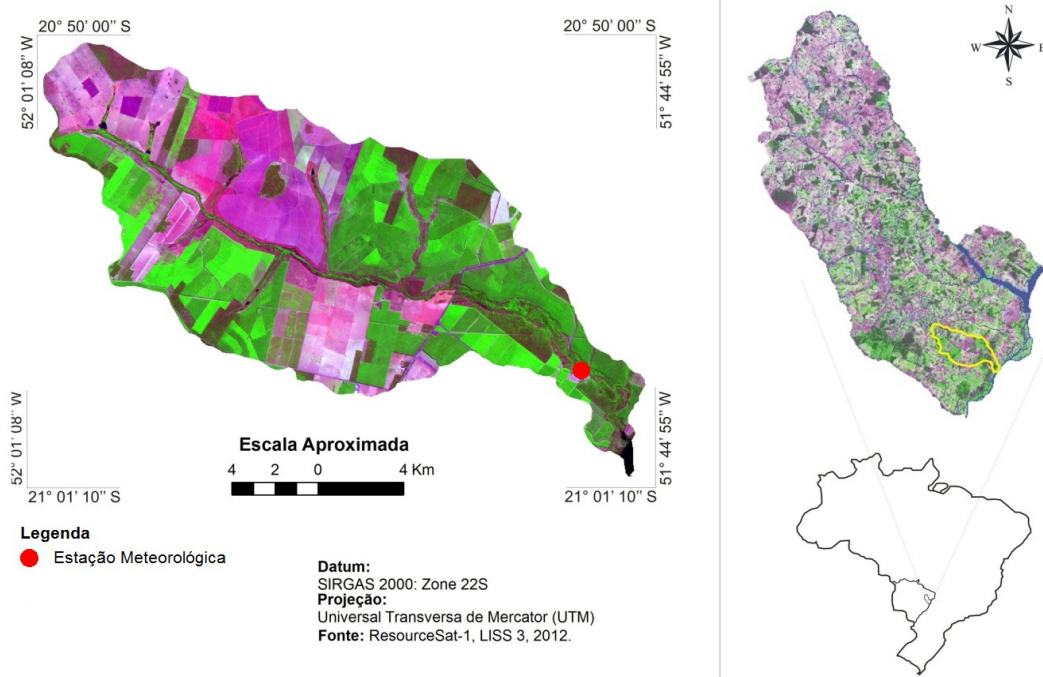 20° 50' 00'' S
20° 50' 00'' S
52° 01' 08'' W
51° 44' 55'' W
52° 01' 08'' W
51° 44' 55'' W
21° 01' 10'' S
21° 01' 10'' S
Escala Aproximada
4 2 0 4 Km
Legenda
Estação Meteorológica
Datum:
SIRGAS 2000: Zone 22S
Projeção:
Universal Transversa de Mercator (UTM)
Fonte: ResourceSat-1, LISS 3, 2012.
N
W E
S